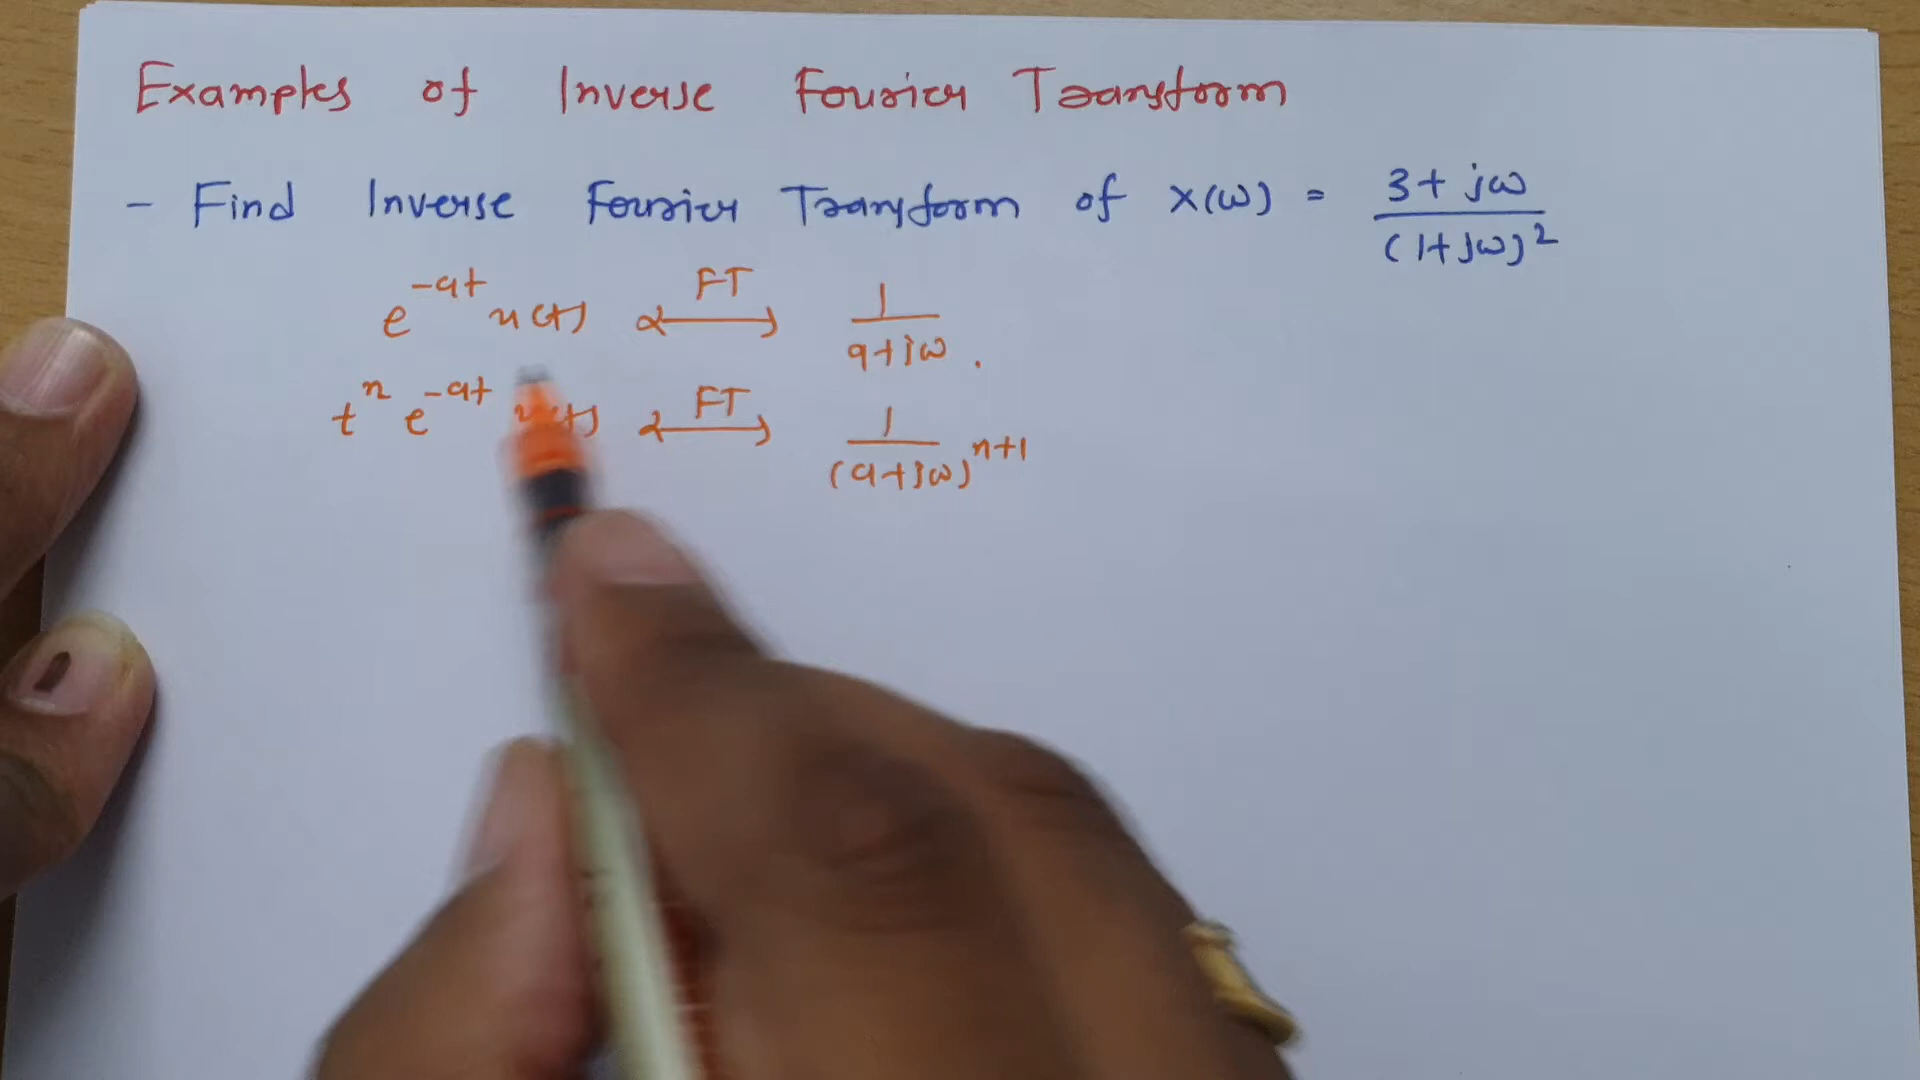 Examples of Inverse Fourier Transform
- Find Inverse Fourier Transform of X(ω) = 3+jω / (1+jω)²
e^-at u(t) ⟷ FT 1 / a+jω .
t^n e^-at u(t) ⟷ FT 1 / (a+jω)^n+1